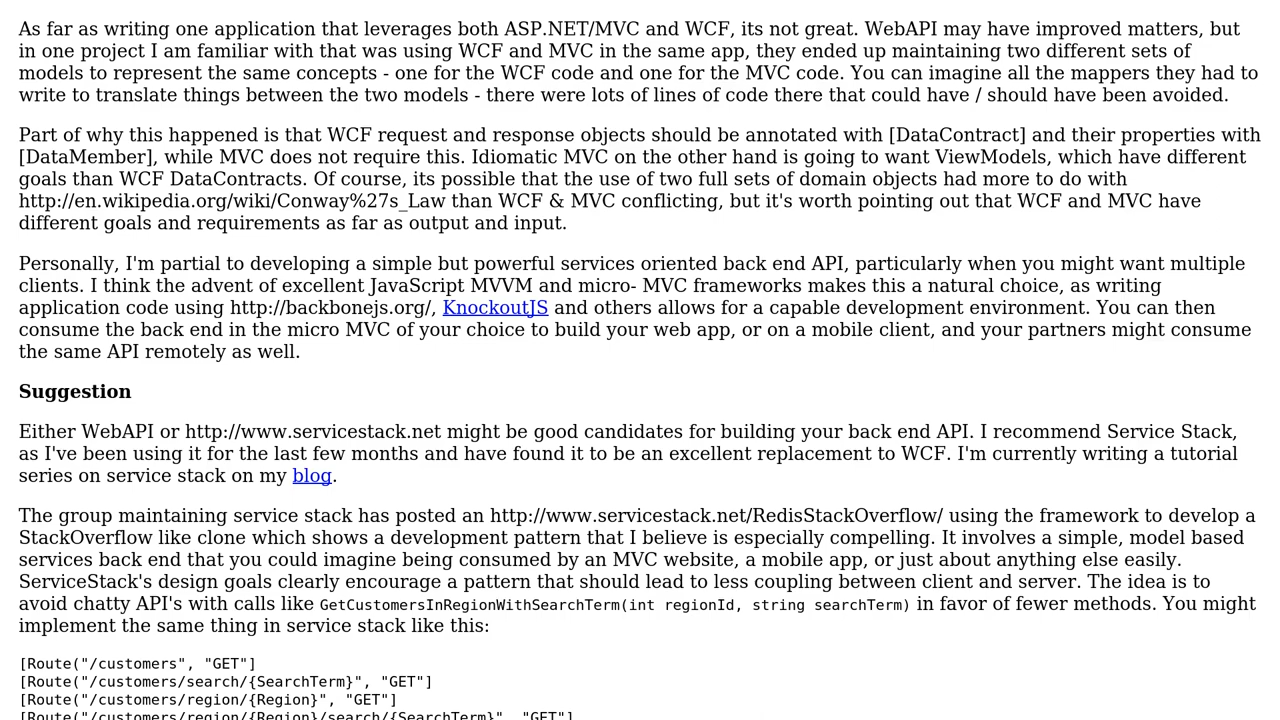 As far as writing one application that leverages both ASP.NET/MVC and WCF, its not great. WebAPI may have improved matters, but
in one project I am familiar with that was using WCF and MVC in the same app, they ended up maintaining two different sets of
models to represent the same concepts - one for the WCF code and one for the MVC code. You can imagine all the mappers they had to
write to translate things between the two models - there were lots of lines of code there that could have / should have been avoided.
Part of why this happened is that WCF request and response objects should be annotated with [DataContract] and their properties with
[DataMember], while MVC does not require this. Idiomatic MVC on the other hand is going to want ViewModels, which have different
goals than WCF DataContracts. Of course, its possible that the use of two full sets of domain objects had more to do with
http://en.wikipedia.org/wiki/Conway%27s_Law than WCF & MVC conflicting, but it's worth pointing out that WCF and MVC have
different goals and requirements as far as output and input.
Personally, I'm partial to developing a simple but powerful services oriented back end API, particularly when you might want multiple
clients. I think the advent of excellent JavaScript MVVM and micro- MVC frameworks makes this a natural choice, as writing
application code using http://backbonejs.org/, KnockoutJS and others allows for a capable development environment. You can then
consume the back end in the micro MVC of your choice to build your web app, or on a mobile client, and your partners might consume
the same API remotely as well.
Suggestion
Either WebAPI or http://www.servicestack.net might be good candidates for building your back end API. I recommend Service Stack,
as I've been using it for the last few months and have found it to be an excellent replacement to WCF. I'm currently writing a tutorial
series on service stack on my blog.
The group maintaining service stack has posted an http://www.servicestack.net/RedisStackOverflow/ using the framework to develop a
StackOverflow like clone which shows a development pattern that I believe is especially compelling. It involves a simple, model based
services back end that you could imagine being consumed by an MVC website, a mobile app, or just about anything else easily.
ServiceStack's design goals clearly encourage a pattern that should lead to less coupling between client and server. The idea is to
avoid chatty API's with calls like GetCustomersInRegionWithSearchTerm(int regionId, string searchTerm) in favor of fewer methods. You might
implement the same thing in service stack like this:
[Route("/customers", "GET"]
[Route("/customers/search/{SearchTerm}", "GET"]
[Route("/customers/region/{Region}", "GET"]
[Route("/customers/region/{Region}/search/{SearchTerm}", "GET"]